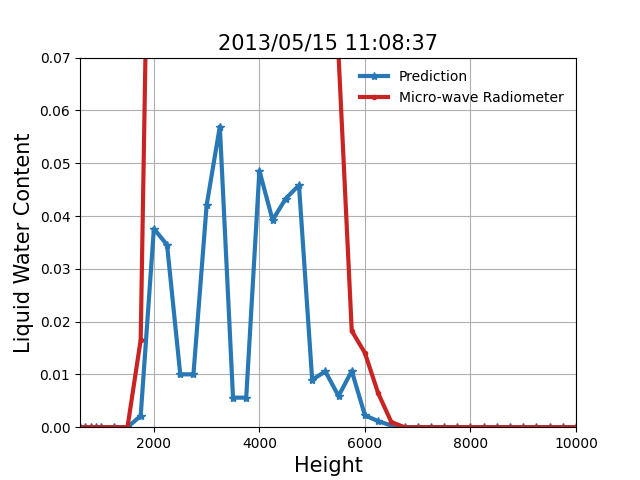 2013/05/15 11:08:37
0.07
0.06
0.05
0.04
0.03
0.02
0.01
0.00
Liquid Water Content
Prediction
Micro-wave Radiometer
2000 4000 6000 8000 10000
Height